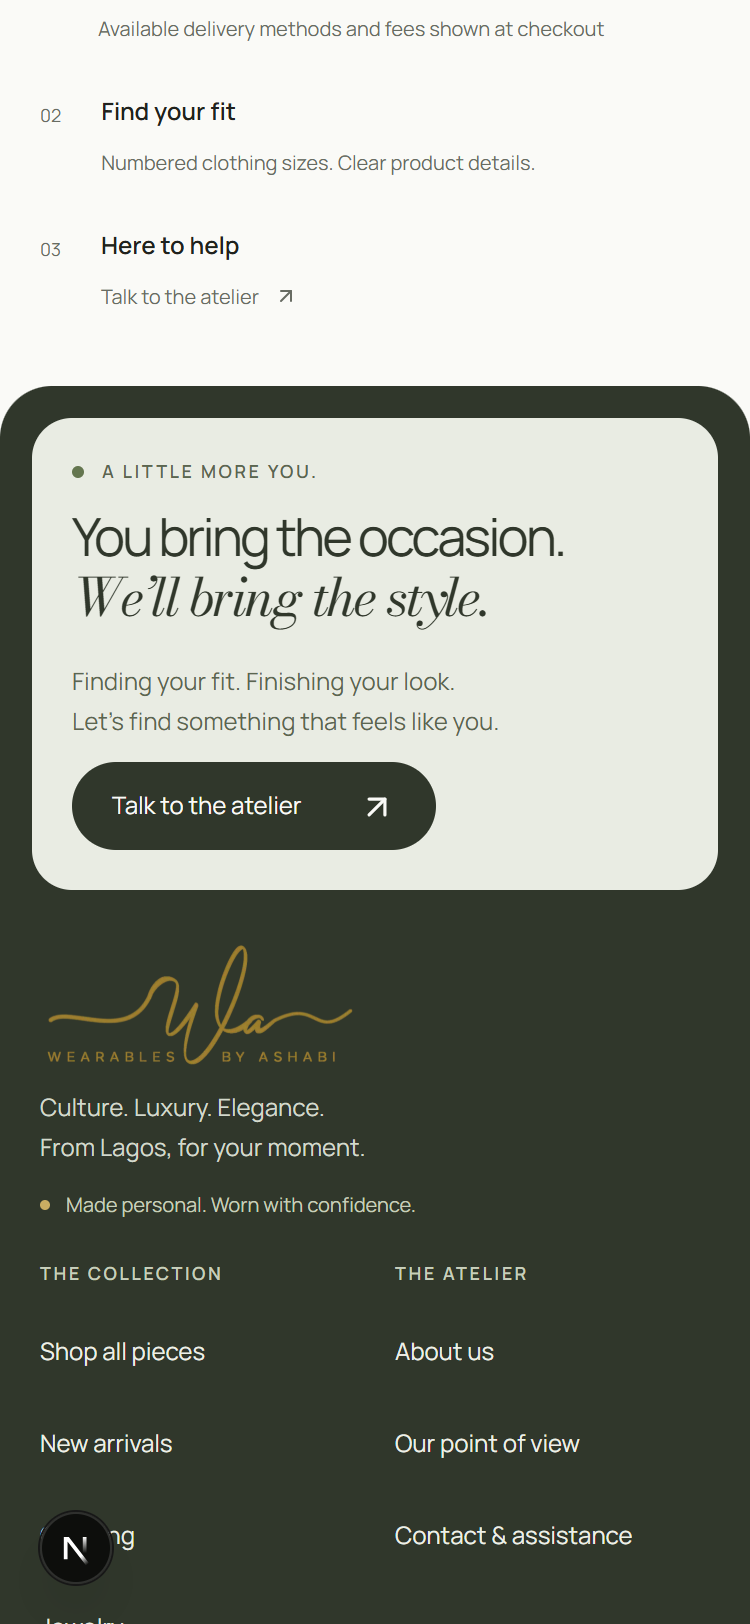 Available delivery methods and fees shown at checkout
02
Find your fit
Numbered clothing sizes. Clear product details.
03
Here to help
Talk to the atelier
A LITTLE MORE YOU.
You bring the occasion.
We’ll bring the style.
Finding your fit. Finishing your look.
Let’s find something that feels like you.
Talk to the atelier
Wa
WEARABLES BY ASHABI
Culture. Luxury. Elegance.
From Lagos, for your moment.
Made personal. Worn with confidence.
THE COLLECTION
Shop all pieces
New arrivals
THE ATELIER
About us
Our point of view
Contact & assistance
N